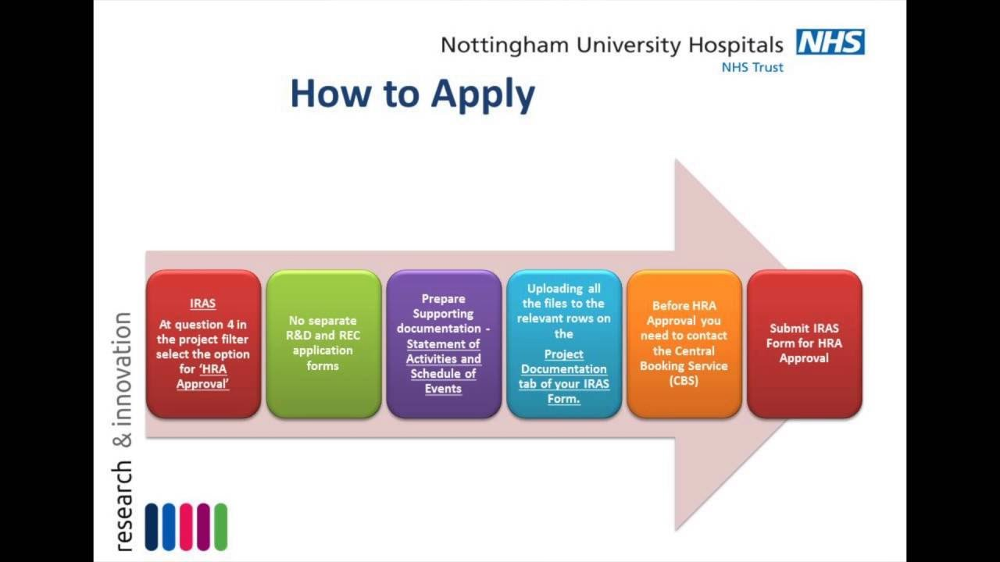 Nottingham University Hospitals NHS
NHS Trust
How to Apply
IRAS
At question 4 in
the project filter
select the option
for ‘HRA
Approval’
No separate
R&D and REC
application
forms
Prepare
Supporting
documentation -
Statement of
Activities and
Schedule of
Events
Uploading all
the files to the
relevant rows on
the
Project
Documentation
tab of your IRAS
Form.
Before HRA
Approval you
need to contact
the Central
Booking Service
(CBS)
Submit IRAS
Form for HRA
Approval
research & innovation